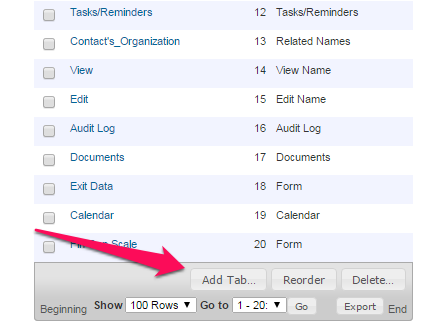 Tasks/Reminders 12 Tasks/Reminders
Contact's_Organization 13 Related Names
View 14 View Name
Edit 15 Edit Name
Audit Log 16 Audit Log
Documents 17 Documents
Exit Data 18 Form
Calendar 19 Calendar
Scale 20 Form
Add Tab... Reorder Delete...
Beginning Show 100 Rows Go to 1 - 20: Go Export End